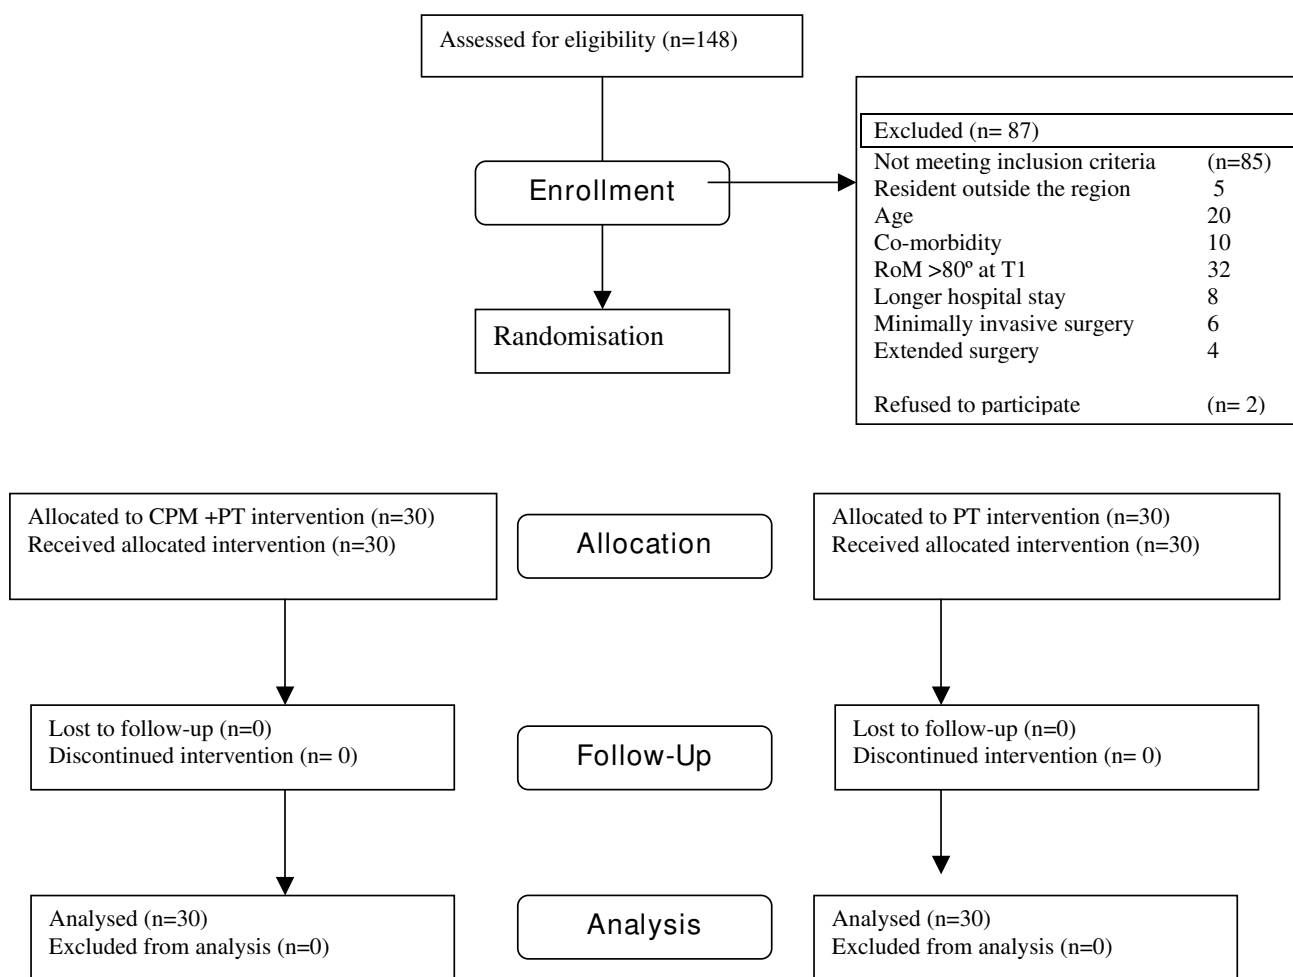 Assessed for eligibility (n=148)
Excluded (n= 87)
Not meeting inclusion criteria (n=85)
Resident outside the region 5
Age 20
Co-morbidity 10
RoM >80º at T1 32
Longer hospital stay 8
Minimally invasive surgery 6
Extended surgery 4
Refused to participate (n= 2)
Enrollment
Randomisation
Allocated to CPM +PT intervention (n=30)
Received allocated intervention (n=30)
Allocation
Allocated to PT intervention (n=30)
Received allocated intervention (n=30)
Lost to follow-up (n=0)
Discontinued intervention (n= 0)
Follow-Up
Lost to follow-up (n=0)
Discontinued intervention (n= 0)
Analysed (n=30)
Excluded from analysis (n=0)
Analysis
Analysed (n=30)
Excluded from analysis (n=0)